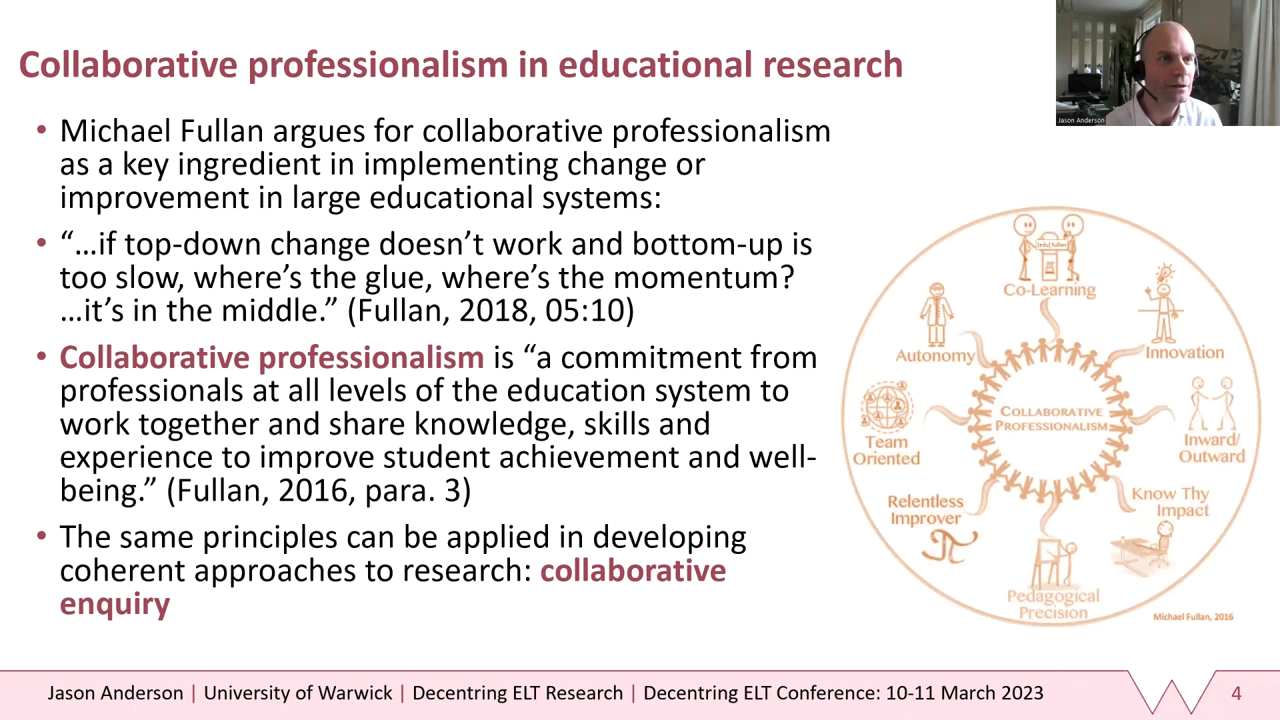 Collaborative professionalism in educational research
Jason Anderson
• Michael Fullan argues for collaborative professionalism
as a key ingredient in implementing change or
improvement in large educational systems:
• “…if top-down change doesn’t work and bottom-up is
too slow, where’s the glue, where’s the momentum?
…it’s in the middle.” (Fullan, 2018, 05:10)
• Collaborative professionalism is “a commitment from
professionals at all levels of the education system to
work together and share knowledge, skills and
experience to improve student achievement and well-
being.” (Fullan, 2016, para. 3)
• The same principles can be applied in developing
coherent approaches to research: collaborative
enquiry
[edu] fullan
Co-Learning
Innovation
Inward/
Outward
Know Thy
Impact
Pedagogical
Precision
Relentless
Improver
Team
Oriented
Autonomy
Collaborative
Professionalism
Michael Fullan, 2016
Jason Anderson | University of Warwick | Decentring ELT Research | Decentring ELT Conference: 10-11 March 2023
4